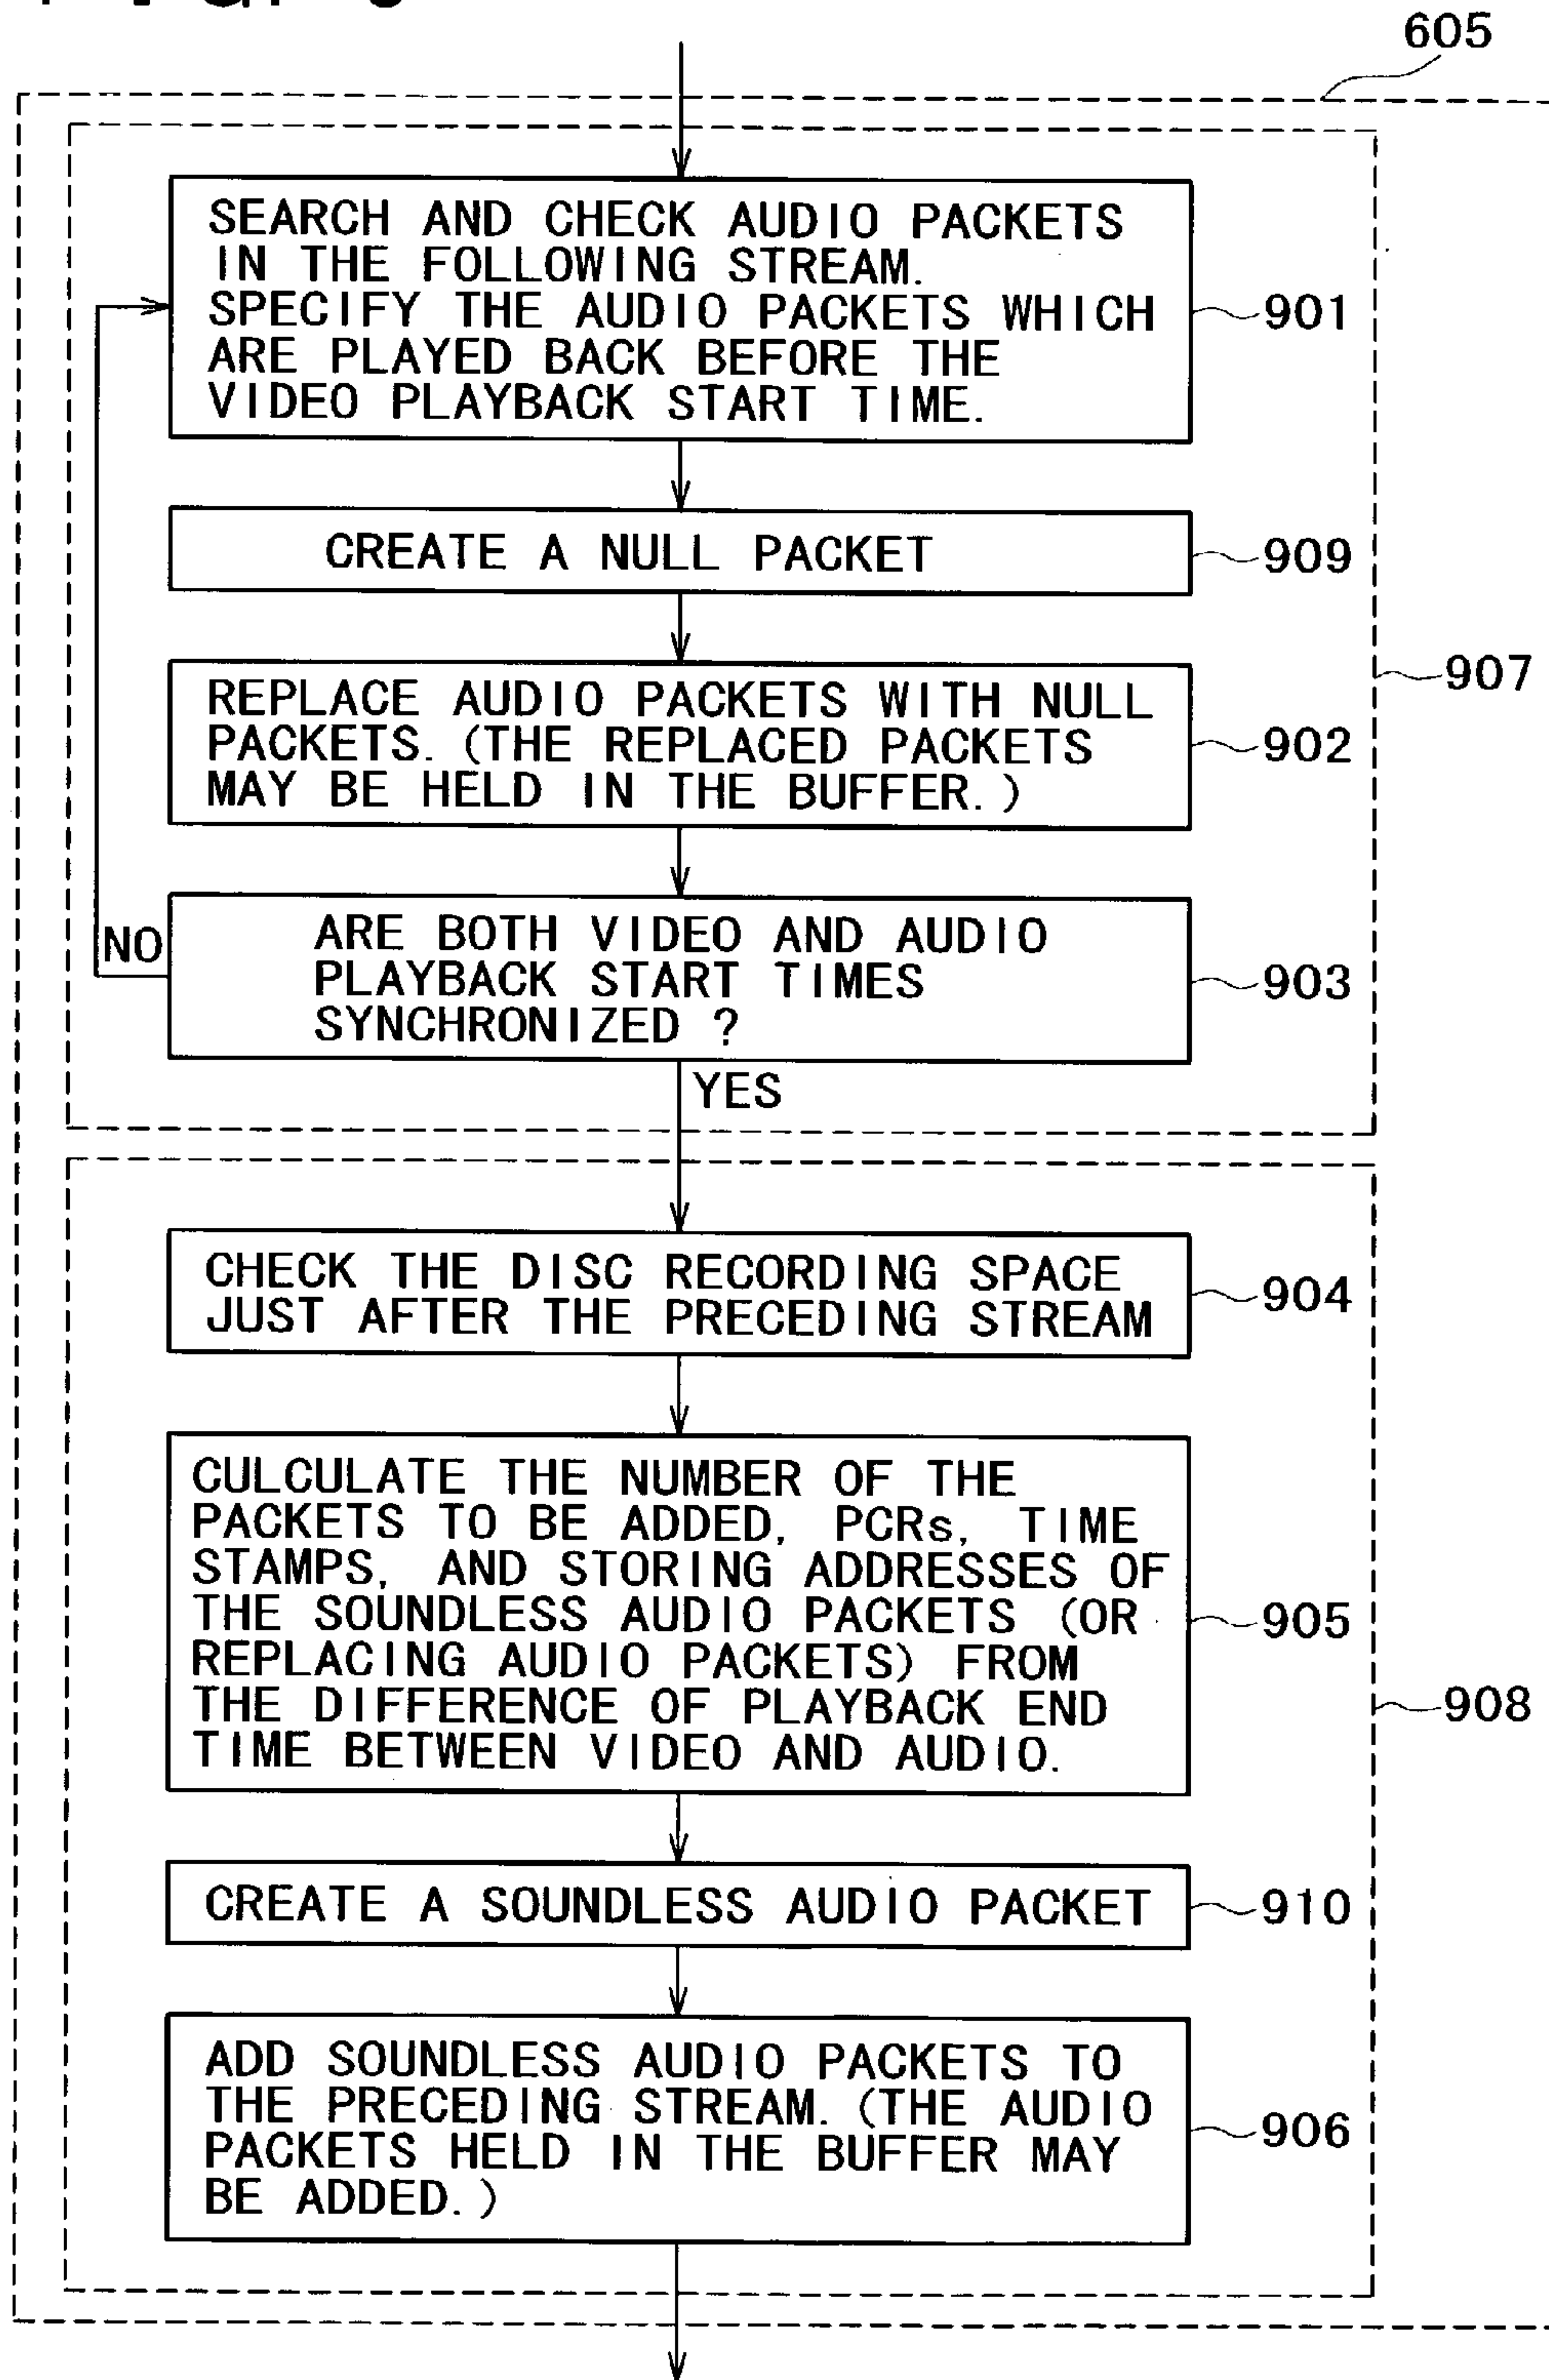 605
SEARCH AND CHECK AUDIO PACKETS
IN THE FOLLOWING STREAM.
SPECIFY THE AUDIO PACKETS WHICH
ARE PLAYED BACK BEFORE THE
VIDEO PLAYBACK START TIME.
901
CREATE A NULL PACKET
909
907
REPLACE AUDIO PACKETS WITH NULL
PACKETS. (THE REPLACED PACKETS
MAY BE HELD IN THE BUFFER.)
902
NO
ARE BOTH VIDEO AND AUDIO
PLAYBACK START TIMES
SYNCHRONIZED ?
903
YES
CHECK THE DISC RECORDING SPACE
JUST AFTER THE PRECEDING STREAM
904
CULCULATE THE NUMBER OF THE
PACKETS TO BE ADDED, PCRs, TIME
STAMPS, AND STORING ADDRESSES OF
THE SOUNDLESS AUDIO PACKETS (OR
REPLACING AUDIO PACKETS) FROM
THE DIFFERENCE OF PLAYBACK END
TIME BETWEEN VIDEO AND AUDIO.
905
908
CREATE A SOUNDLESS AUDIO PACKET
910
ADD SOUNDLESS AUDIO PACKETS TO
THE PRECEDING STREAM. (THE AUDIO
PACKETS HELD IN THE BUFFER MAY
BE ADDED.)
906